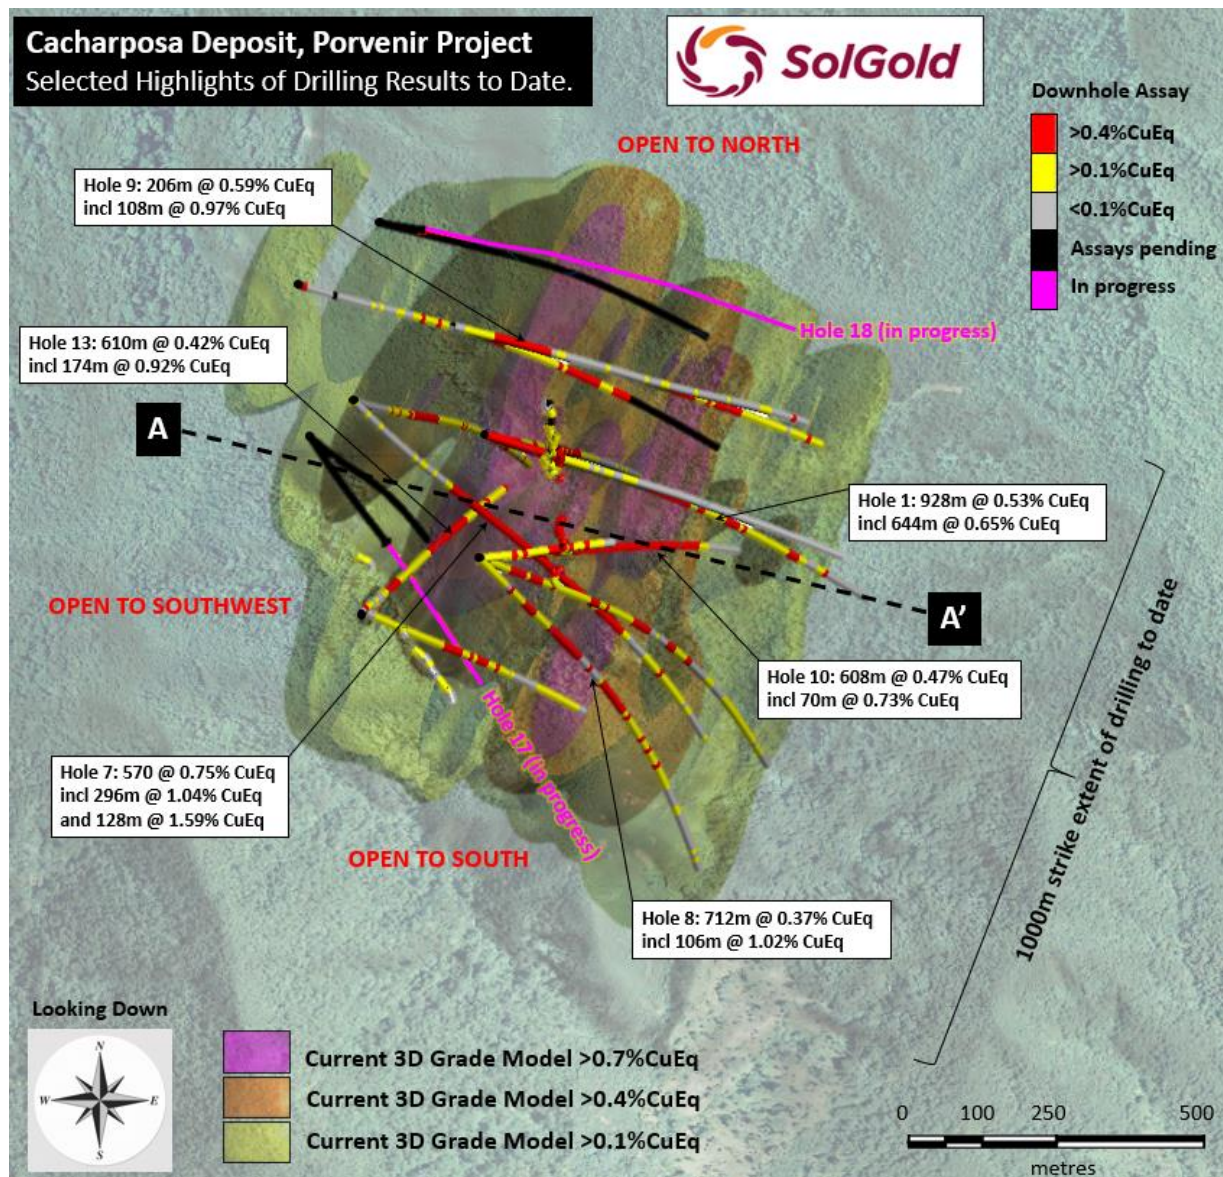 Cacharposa Deposit, Porvenir Project
Selected Highlights of Drilling Results to Date.
SolGold
Downhole Assay
>0.4%CuEq
>0.1%CuEq
<0.1%CuEq
Assays pending
In progress
OPEN TO NORTH
Hole 9: 206m @ 0.59% CuEq
incl 108m @ 0.97% CuEq
Hole 18 (in progress)
Hole 13: 610m @ 0.42% CuEq
incl 174m @ 0.92% CuEq
A
Hole 1: 928m @ 0.53% CuEq
incl 644m @ 0.65% CuEq
OPEN TO SOUTHWEST
A’
Hole 10: 608m @ 0.47% CuEq
incl 70m @ 0.73% CuEq
Hole 17 (in progress)
1000m strike extent of drilling to date
Hole 7: 570 @ 0.75% CuEq
incl 296m @ 1.04% CuEq
and 128m @ 1.59% CuEq
OPEN TO SOUTH
Hole 8: 712m @ 0.37% CuEq
incl 106m @ 1.02% CuEq
Looking Down
N
W E
S
Current 3D Grade Model >0.7%CuEq
Current 3D Grade Model >0.4%CuEq
Current 3D Grade Model >0.1%CuEq
0 100 250 500
metres